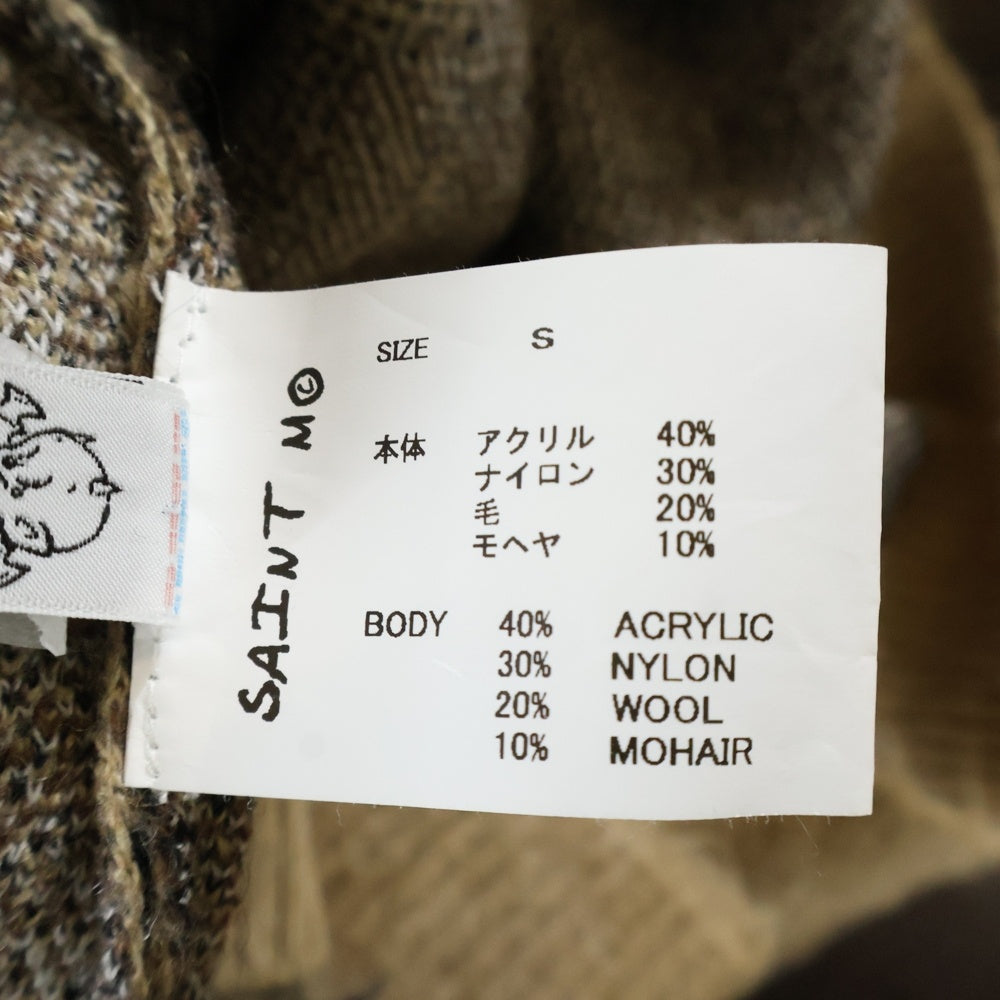 SAINT M©
SIZE S
本体 アクリル 40%
ナイロン 30%
毛 20%
モヘヤ 10%
BODY 40% ACRYLIC
30% NYLON
20% WOOL
10% MOHAIR